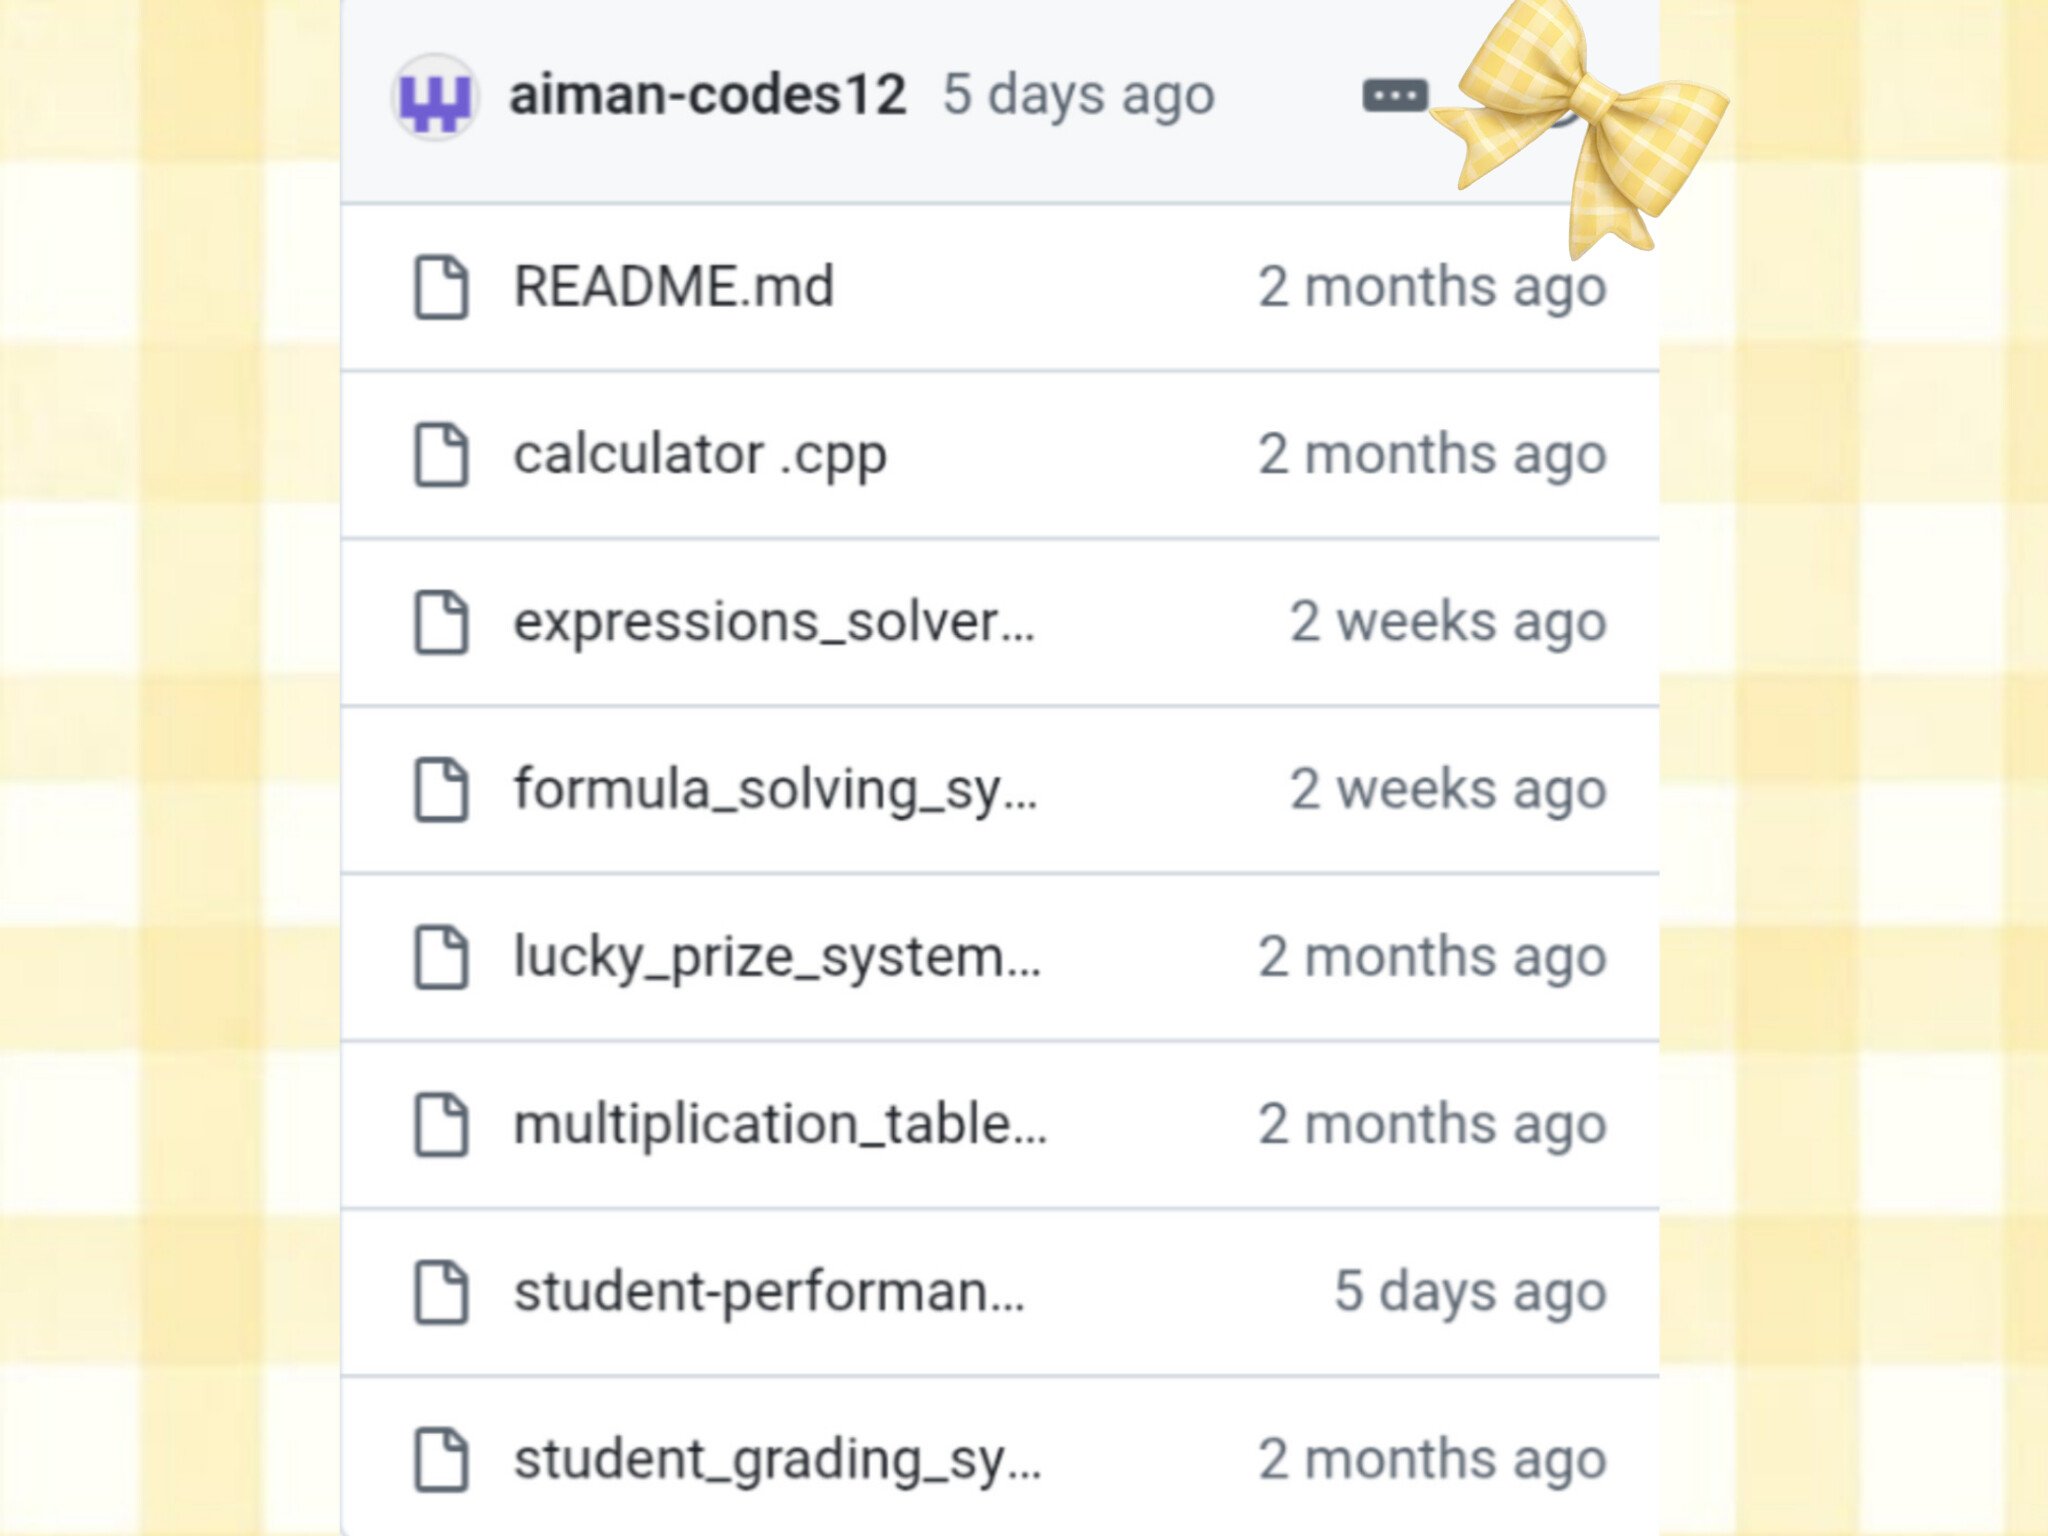 aiman-codes12 5 days ago
README.md 2 months ago
calculator .cpp 2 months ago
expressions_solver... 2 weeks ago
formula_solving_sy... 2 weeks ago
lucky_prize_system... 2 months ago
multiplication_table... 2 months ago
student-performan... 5 days ago
student_grading_sy... 2 months ago